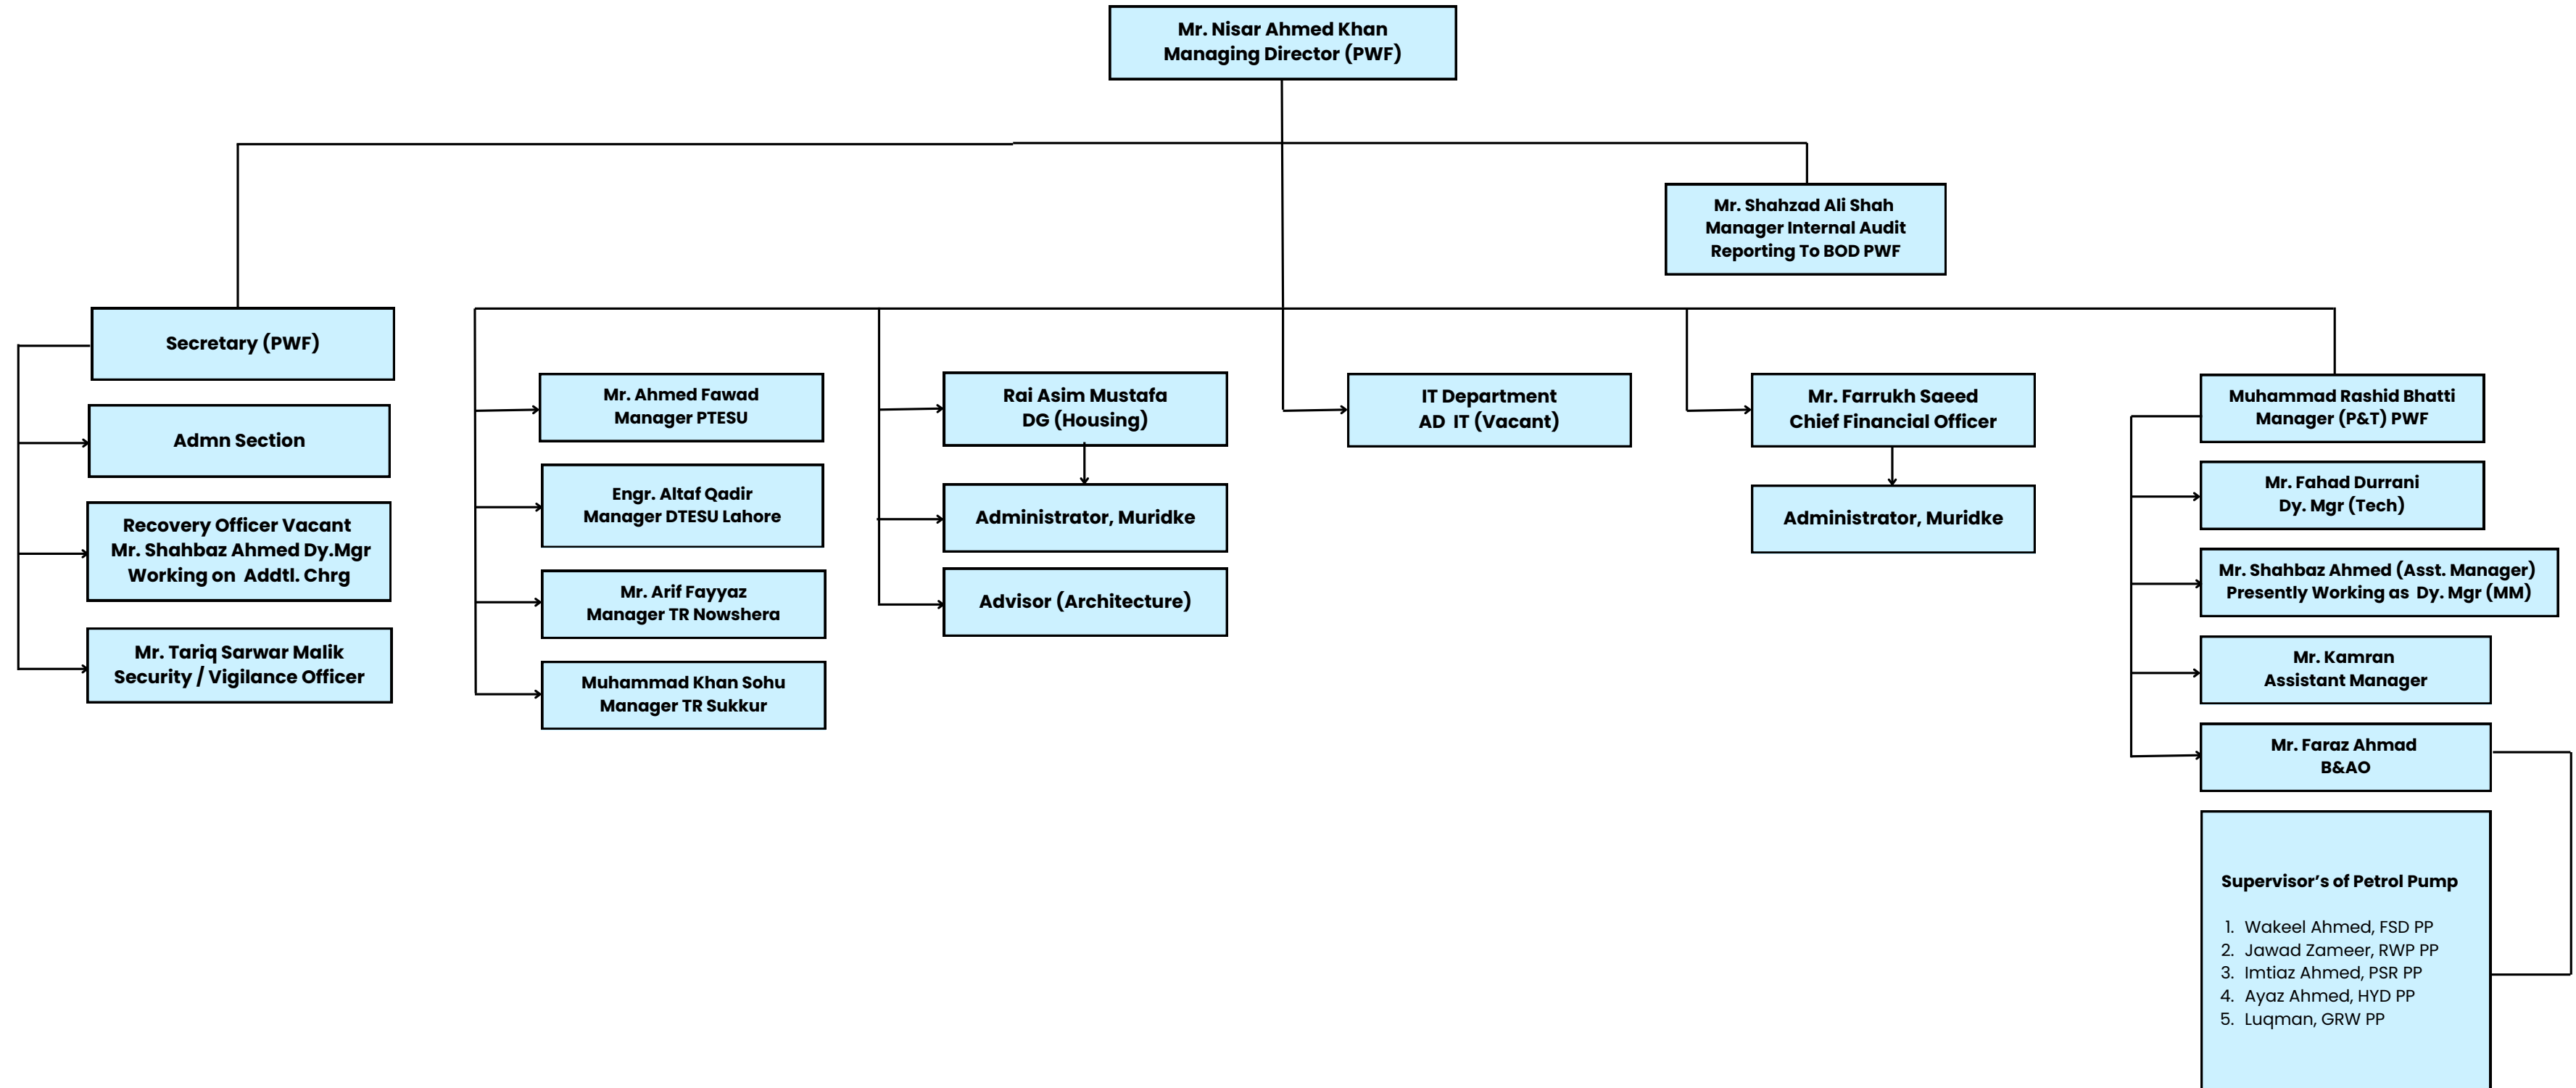 Mr. Nisar Ahmed Khan
Managing Director (PWF)
Mr. Shahzad Ali Shah
Manager Internal Audit
Reporting To BOD PWF
Secretary (PWF)
Admn Section
Recovery Officer Vacant
Mr. Shahbaz Ahmed Dy.Mgr
Working on Addtl. Chrg
Mr. Tariq Sarwar Malik
Security / Vigilance Officer
Mr. Ahmed Fawad
Manager PTESU
Engr. Altaf Qadir
Manager DTESU Lahore
Mr. Arif Fayyaz
Manager TR Nowshera
Muhammad Khan Sohu
Manager TR Sukkur
Rai Asim Mustafa
DG (Housing)
Administrator, Muridke
Advisor (Architecture)
IT Department
AD IT (Vacant)
Mr. Farrukh Saeed
Chief Financial Officer
Administrator, Muridke
Muhammad Rashid Bhatti
Manager (P&T) PWF
Mr. Fahad Durrani
Dy. Mgr (Tech)
Mr. Shahbaz Ahmed (Asst. Manager)
Presently Working as Dy. Mgr (MM)
Mr. Kamran
Assistant Manager
Mr. Faraz Ahmad
B&AO
Supervisor’s of Petrol Pump
1. Wakeel Ahmed, FSD PP
2. Jawad Zameer, RWP PP
3. Imtiaz Ahmed, PSR PP
4. Ayaz Ahmed, HYD PP
5. Luqman, GRW PP